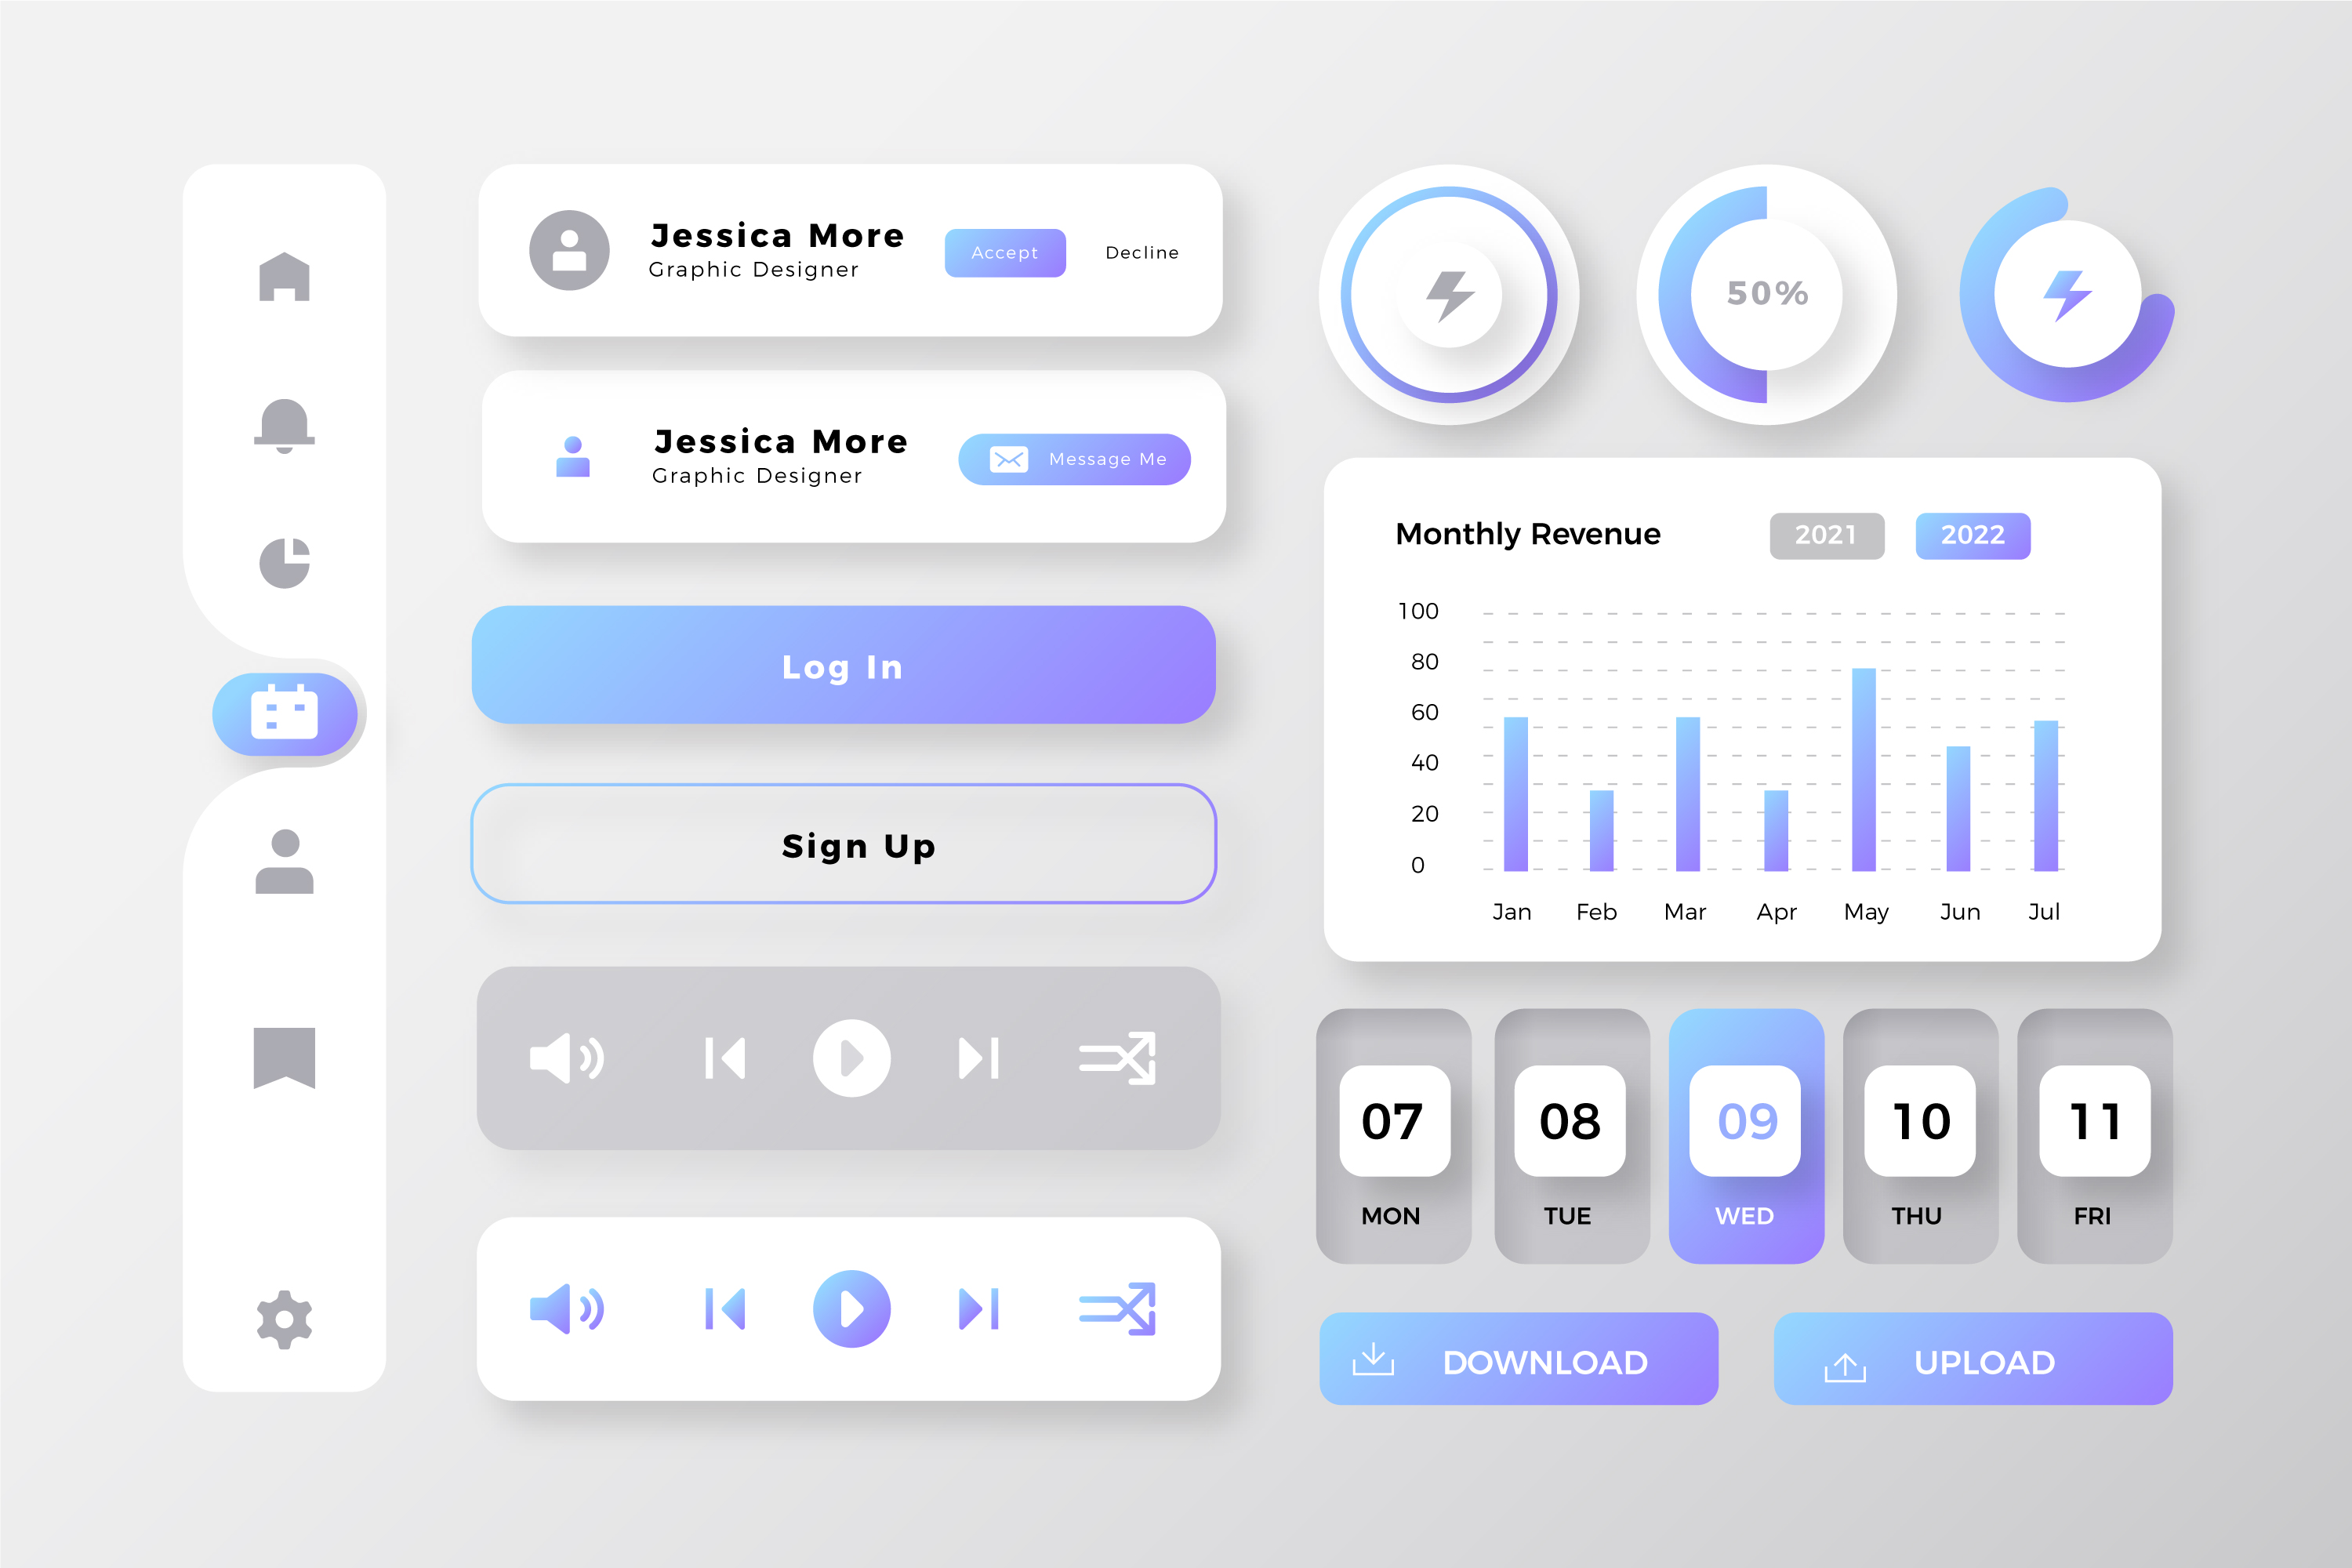 Jessica More
Graphic Designer
Accept
Decline
Jessica More
Graphic Designer
Message Me
Log In
Sign Up
50%
Monthly Revenue
2021
2022
100
80
60
40
20
0
Jan Feb Mar Apr May Jun Jul
07 08 09 10 11
MON TUE WED THU FRI
DOWNLOAD
UPLOAD